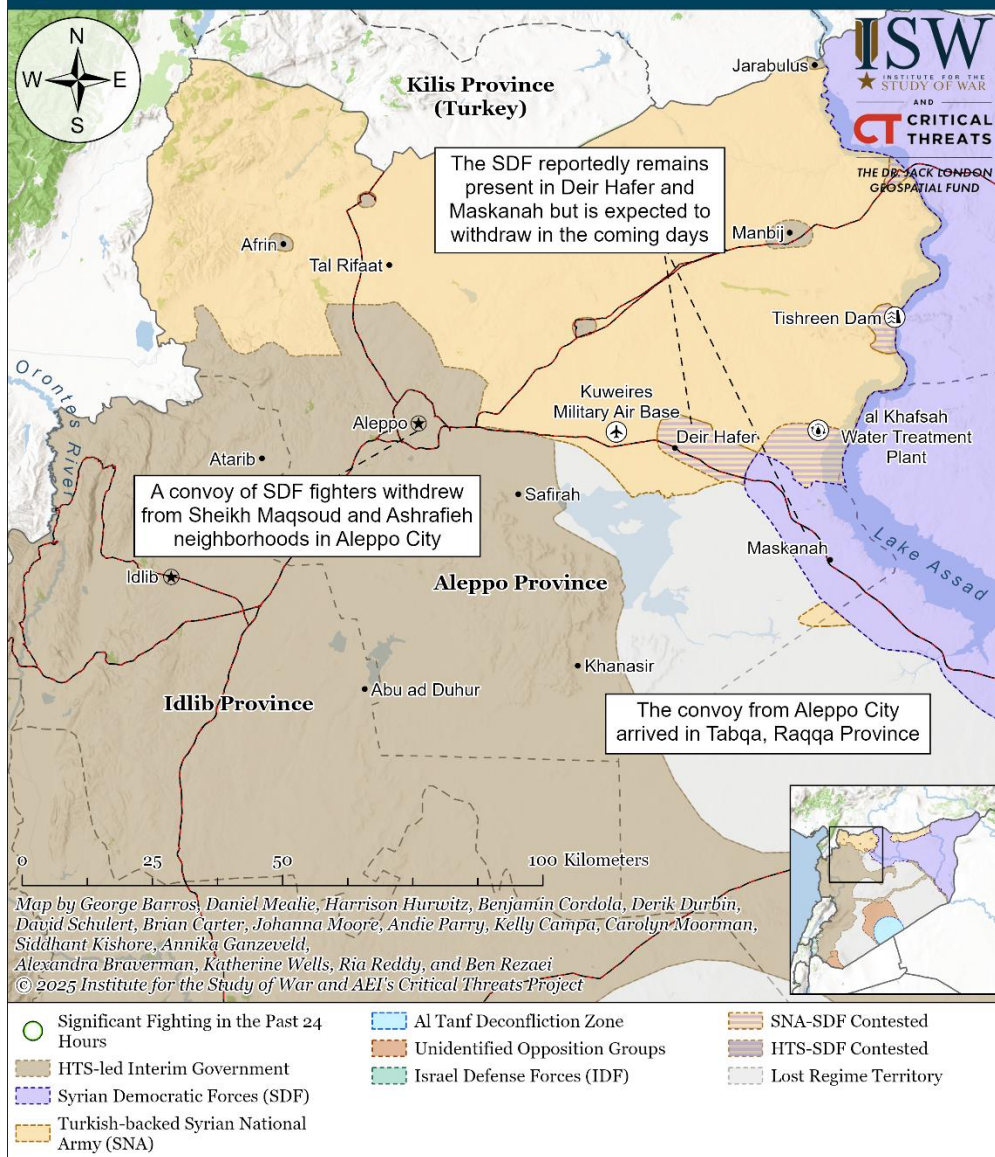 N
W
E
S
ISW
INSTITUTE FOR THE
STUDY OF WAR
AND
CT CRITICAL
THREATS
THE DR. JACK LONDON
GEOSPATIAL FUND
Jarabulus
Kilis Province
(Turkey)
The SDF reportedly remains
present in Deir Hafer and
Maskanah but is expected to
withdraw in the coming days
Manbij
Afrin
Tal Rifaat
Tishreen Dam
Orontes River
Kuweires
Military Air Base
Aleppo
Deir Hafer
al Khafsah
Water Treatment
Plant
Atarib
A convoy of SDF fighters withdrew
from Sheikh Maqsoud and Ashrafieh
neighborhoods in Aleppo City
Safirah
Maskanah
Lake Assad
Idlib
Aleppo Province
Khanasir
Idlib Province
Abu ad Duhur
The convoy from Aleppo City
arrived in Tabqa, Raqqa Province
0 25 50 100 Kilometers
Map by George Barros, Daniel Mealie, Harrison Hurwitz, Benjamin Cordola, Derik Durbin,
David Schulert, Brian Carter, Johanna Moore, Andie Parry, Kelly Campa, Carolyn Moorman,
Siddhant Kishore, Annika Ganzeveld,
Alexandra Braverman, Katherine Wells, Ria Reddy, and Ben Rezaei
© 2025 Institute for the Study of War and AEI's Critical Threats Project
Significant Fighting in the Past 24
Hours
HTS-led Interim Government
Syrian Democratic Forces (SDF)
Turkish-backed Syrian National
Army (SNA)
Al Tanf Deconfliction Zone
Unidentified Opposition Groups
Israel Defense Forces (IDF)
SNA-SDF Contested
HTS-SDF Contested
Lost Regime Territory